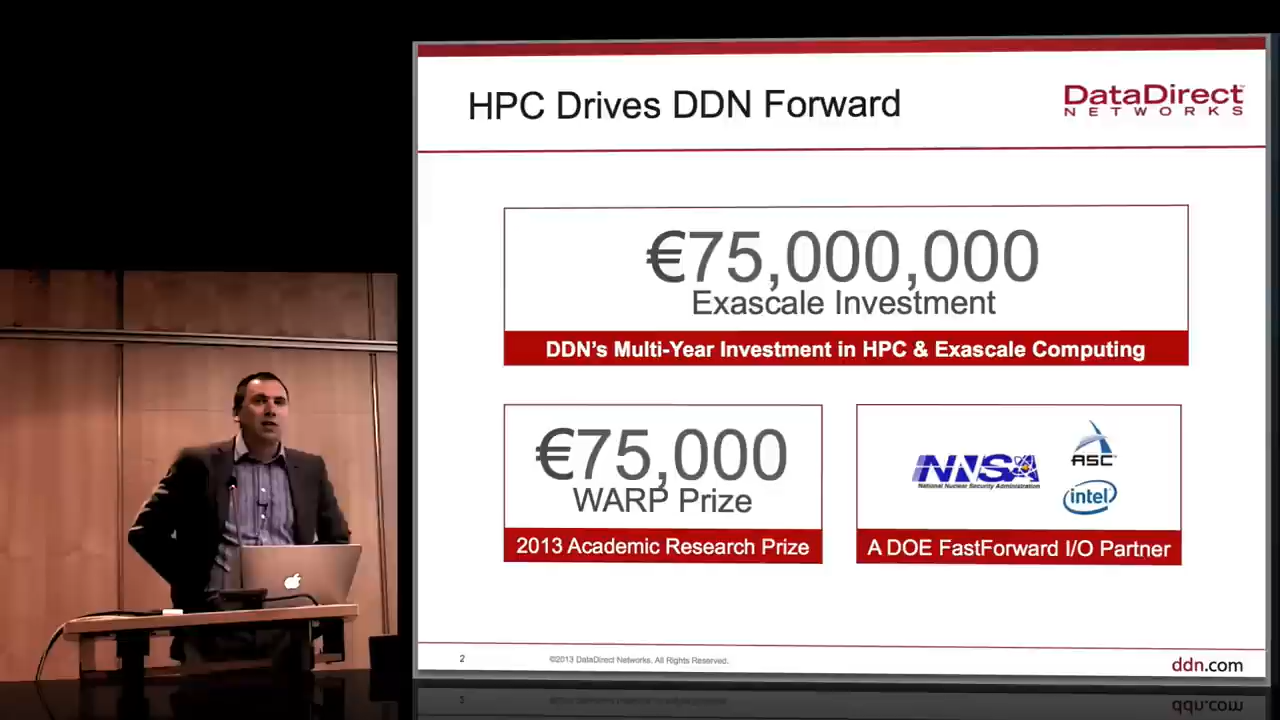 HPC Drives DDN Forward
DataDirect
NETWORKS
€75,000,000
Exascale Investment
DDN's Multi-Year Investment in HPC & Exascale Computing
€75,000
WARP Prize
2013 Academic Research Prize
NNSA
National Nuclear Security Administration
ASC
intel
A DOE FastForward I/O Partner
2
©2013 DataDirect Networks. All Rights Reserved.
ddn.com